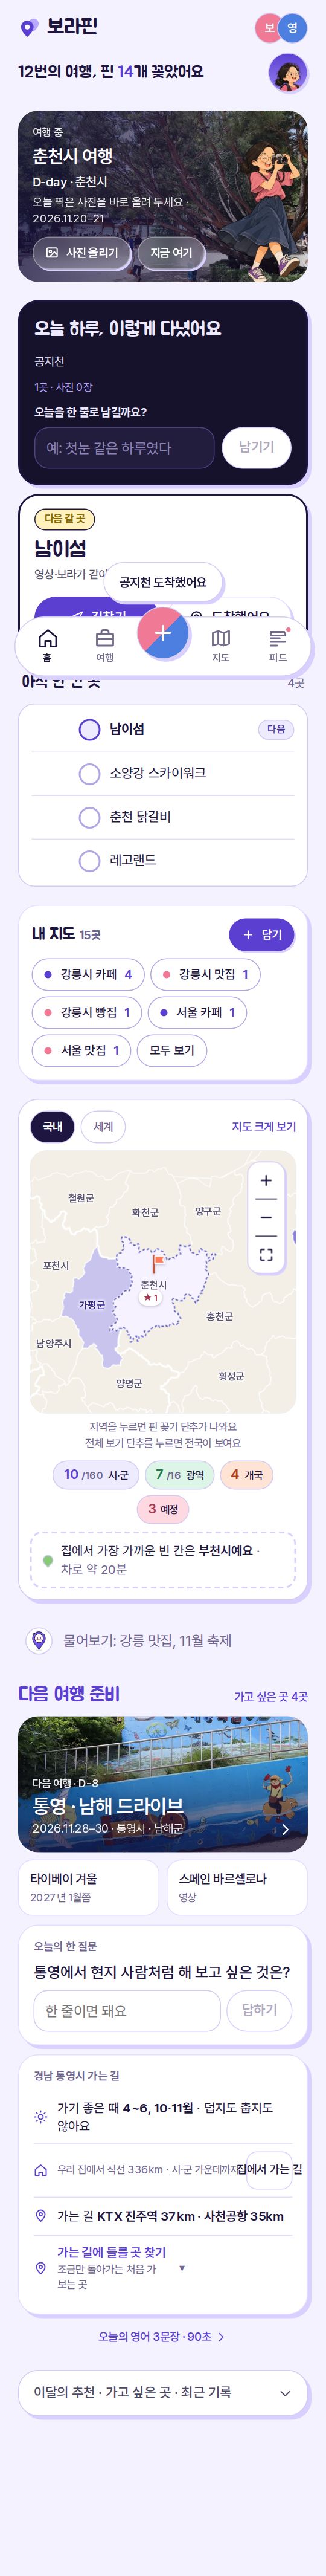 보라핀
보
영
12번의 여행, 핀 14개 꽂았어요
여행 중
춘천시 여행
D-day · 춘천시
오늘 찍은 사진을 바로 올려 두세요 ·
2026.11.20–21
사진 올리기
지금 여기
오늘 하루, 이렇게 다녔어요
공지천
1곳 · 사진 0장
오늘을 한 줄로 남길까요?
예: 첫눈 같은 하루였다
남기기
다음 갈 곳
남이섬
영상·보라가 같이
공지천 도착했어요
홈
여행
지도
피드
4곳
남이섬
다음
소양강 스카이워크
춘천 닭갈비
레고랜드
내 지도 15곳
+ 담기
강릉시 카페 4
강릉시 맛집 1
강릉시 빵집 1
서울 카페 1
서울 맛집 1
모두 보기
국내
세계
지도 크게 보기
철원군
화천군
양구군
포천시
춘천시
★ 1
가평군
홍천군
남양주시
양평군
횡성군
지역을 누르면 핀 꽂기 단추가 나와요
전체 보기 단추를 누르면 전국이 보여요
10 /160 시·군
7 /16 광역
4 개국
3 예정
집에서 가장 가까운 빈 칸은 부천시예요 ·
차로 약 20분
물어보기: 강릉 맛집, 11월 축제
다음 여행 준비
가고 싶은 곳 4곳
다음 여행 · D-8
통영 · 남해 드라이브
2026.11.28–30 · 통영시 · 남해군
타이베이 겨울
2027년 1월쯤
스페인 바르셀로나
영상
오늘의 한 질문
통영에서 현지 사람처럼 해 보고 싶은 것은?
한 줄이면 돼요
답하기
경남 통영시 가는 길
가기 좋은 때 4~6, 10·11월 · 덥지도 춥지도
않아요
우리 집에서 직선 336km · 시·군 가운데까지
집에서 가는 길
가는 길 KTX 진주역 37km · 사천공항 35km
가는 길에 들를 곳 찾기
조금만 돌아가는 처음 가
보는 곳
▼
오늘의 영어 3문장 · 90초
이달의 추천 · 가고 싶은 곳 · 최근 기록